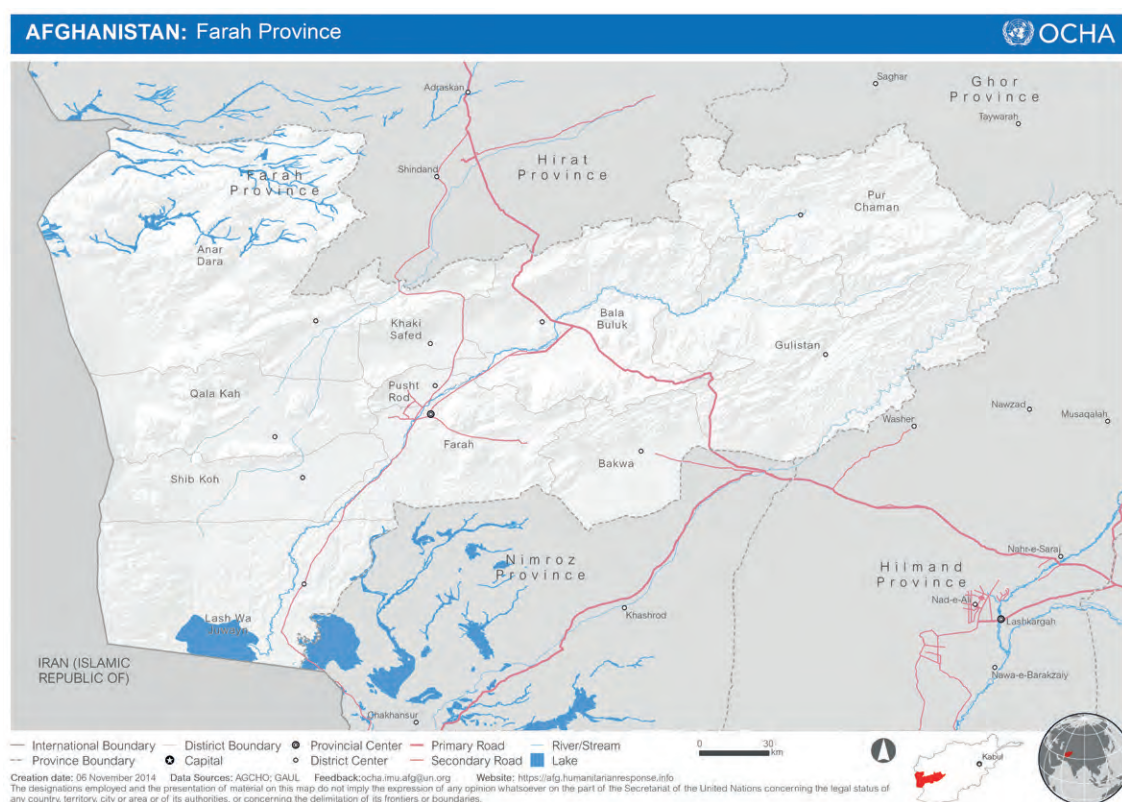 AFGHANISTAN: Farah Province
OCHA
Saghar
Ghor
Province
Adraskan
Taywarah
Hirat
Province
Shindand
Farah
Province
Pur
Chaman
Anar
Dara
Bala
Buluk
Khaki
Safed
Gulistan
Pusht
Rod
Qala Kah
Nawzad
Musaqalah
Washer
Farah
Bakwa
Shib Koh
Nimroz
Province
Nahr-e-Saraj
Hilmand
Province
Nad-e-Ali
Khashrod
Lashkargah
Lash Wa
Juwayn
IRAN (ISLAMIC
REPUBLIC OF)
Nawa-e-Barakzaiy
Chakhansur
International Boundary District Boundary Provincial Center Primary Road River/Stream 0 30
Province Boundary Capital District Center Secondary Road Lake km
Kabul
Creation date: 06 November 2014 Data Sources: AGCHO; GAUL Feedback:ocha.imu.afg@un.org Website: https://afg.humanitarianresponse.info
The designations employed and the presentation of material on this map do not imply the expression of any opinion whatsoever on the part of the Secretariat of the United Nations concerning the legal status of
any country, territory, city or area or of its authorities, or concerning the delimitation of its frontiers or boundaries.